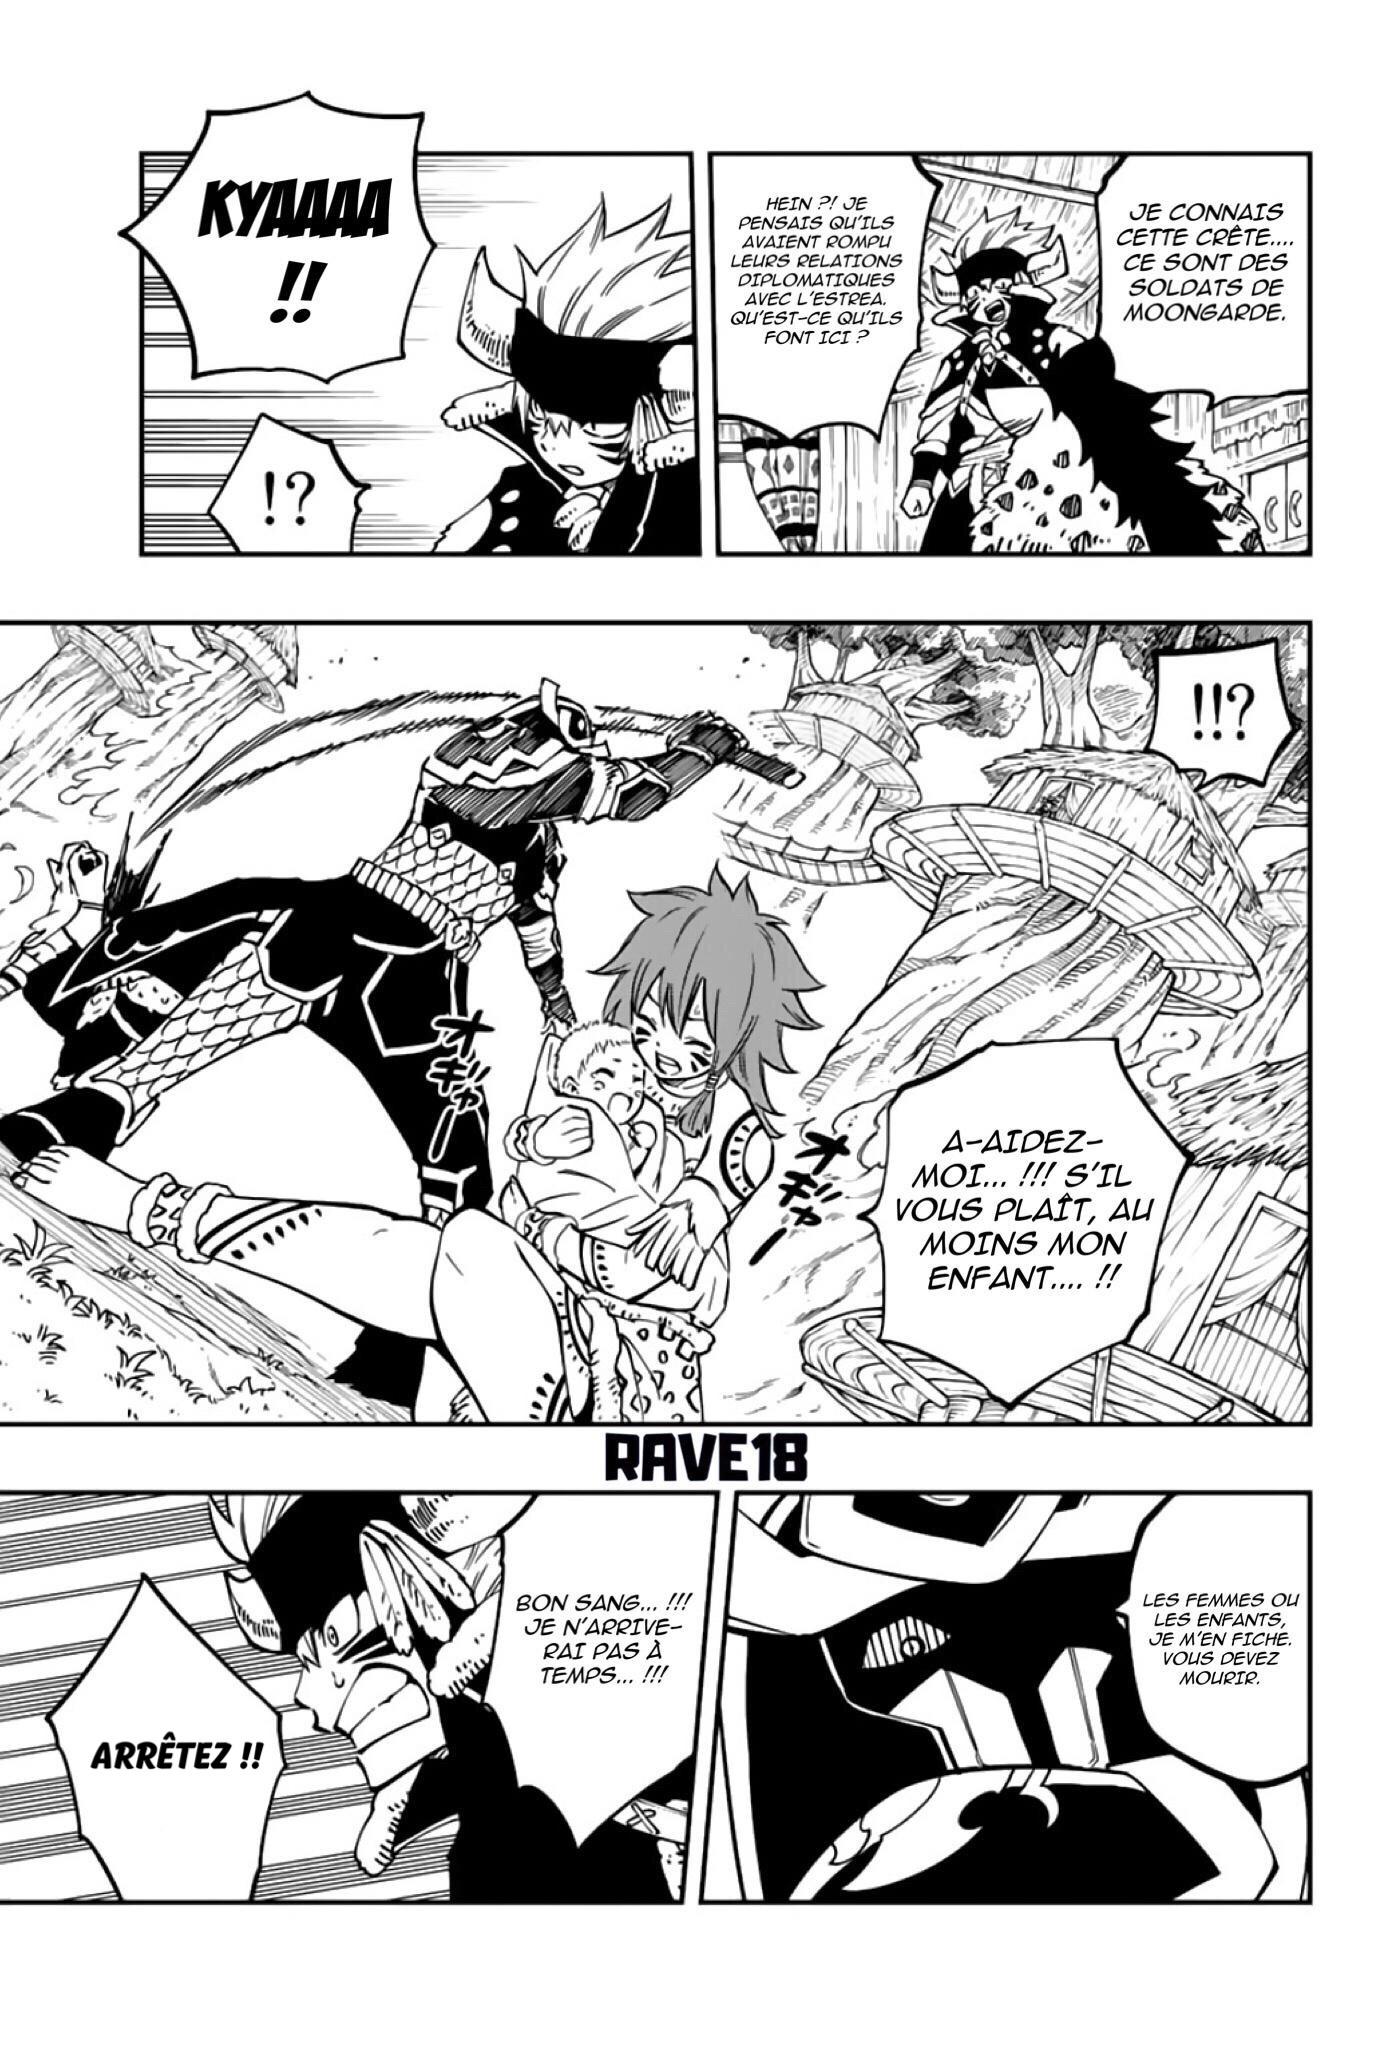 JE CONNAIS
CETTE CRÊTE....
CE SONT DES
SOLDATS DE
MOONGARDE.
HEIN ?! JE
PENSAIS QU'ILS
AVAIENT ROMPU
LEURS RELATIONS
DIPLOMATIQUES
AVEC L'ESTREA.
QU'EST-CE QU'ILS
FONT ICI ?
KYAAAA
!!
!?
!!?
オギャー
オギャー
A-AIDEZ-
MOI... !!! S'IL
VOUS PLAÎT, AU
MOINS MON
ENFANT.... !!
RAVE18
LES FEMMES OU
LES ENFANTS,
JE M'EN FICHE.
VOUS DEVEZ
MOURIR.
BON SANG... !!!
JE N'ARRIVE-
RAI PAS À
TEMPS... !!!
ARRÊTEZ !!